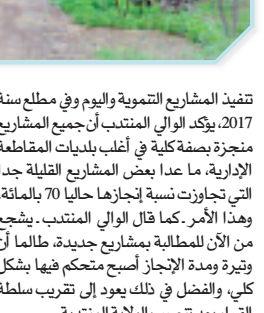 تنفيذ المشاريع التنموية واليوم وفي مطلع سنة
2017، يؤكد الوالي المنتدب أن جميع المشاريع
منجزة بصفة كلية في أغلب بلديات المقاطعة
الإدارية، ما عدا بعض المشاريع القليلة جدا
التي تجاوزت نسبة إنجازها حاليا 70 بالمائة.
وهذا الأمر ـ كما قال الوالي المنتدب ـ يشجع
من الآن للمطالبة بمشاريع جديدة، طالما أن
وتيرة ومدة الإنجاز أصبح متحكم فيها بشكل
كلي، والفضل في ذلك يعود إلى تقريب سلطة